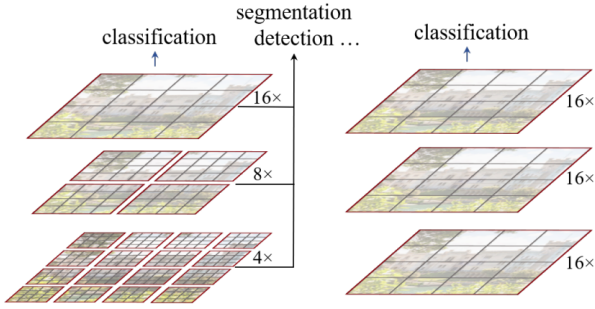 segmentation
classification
detection ...
classification
16×
8×
4×
16×
16×
16×